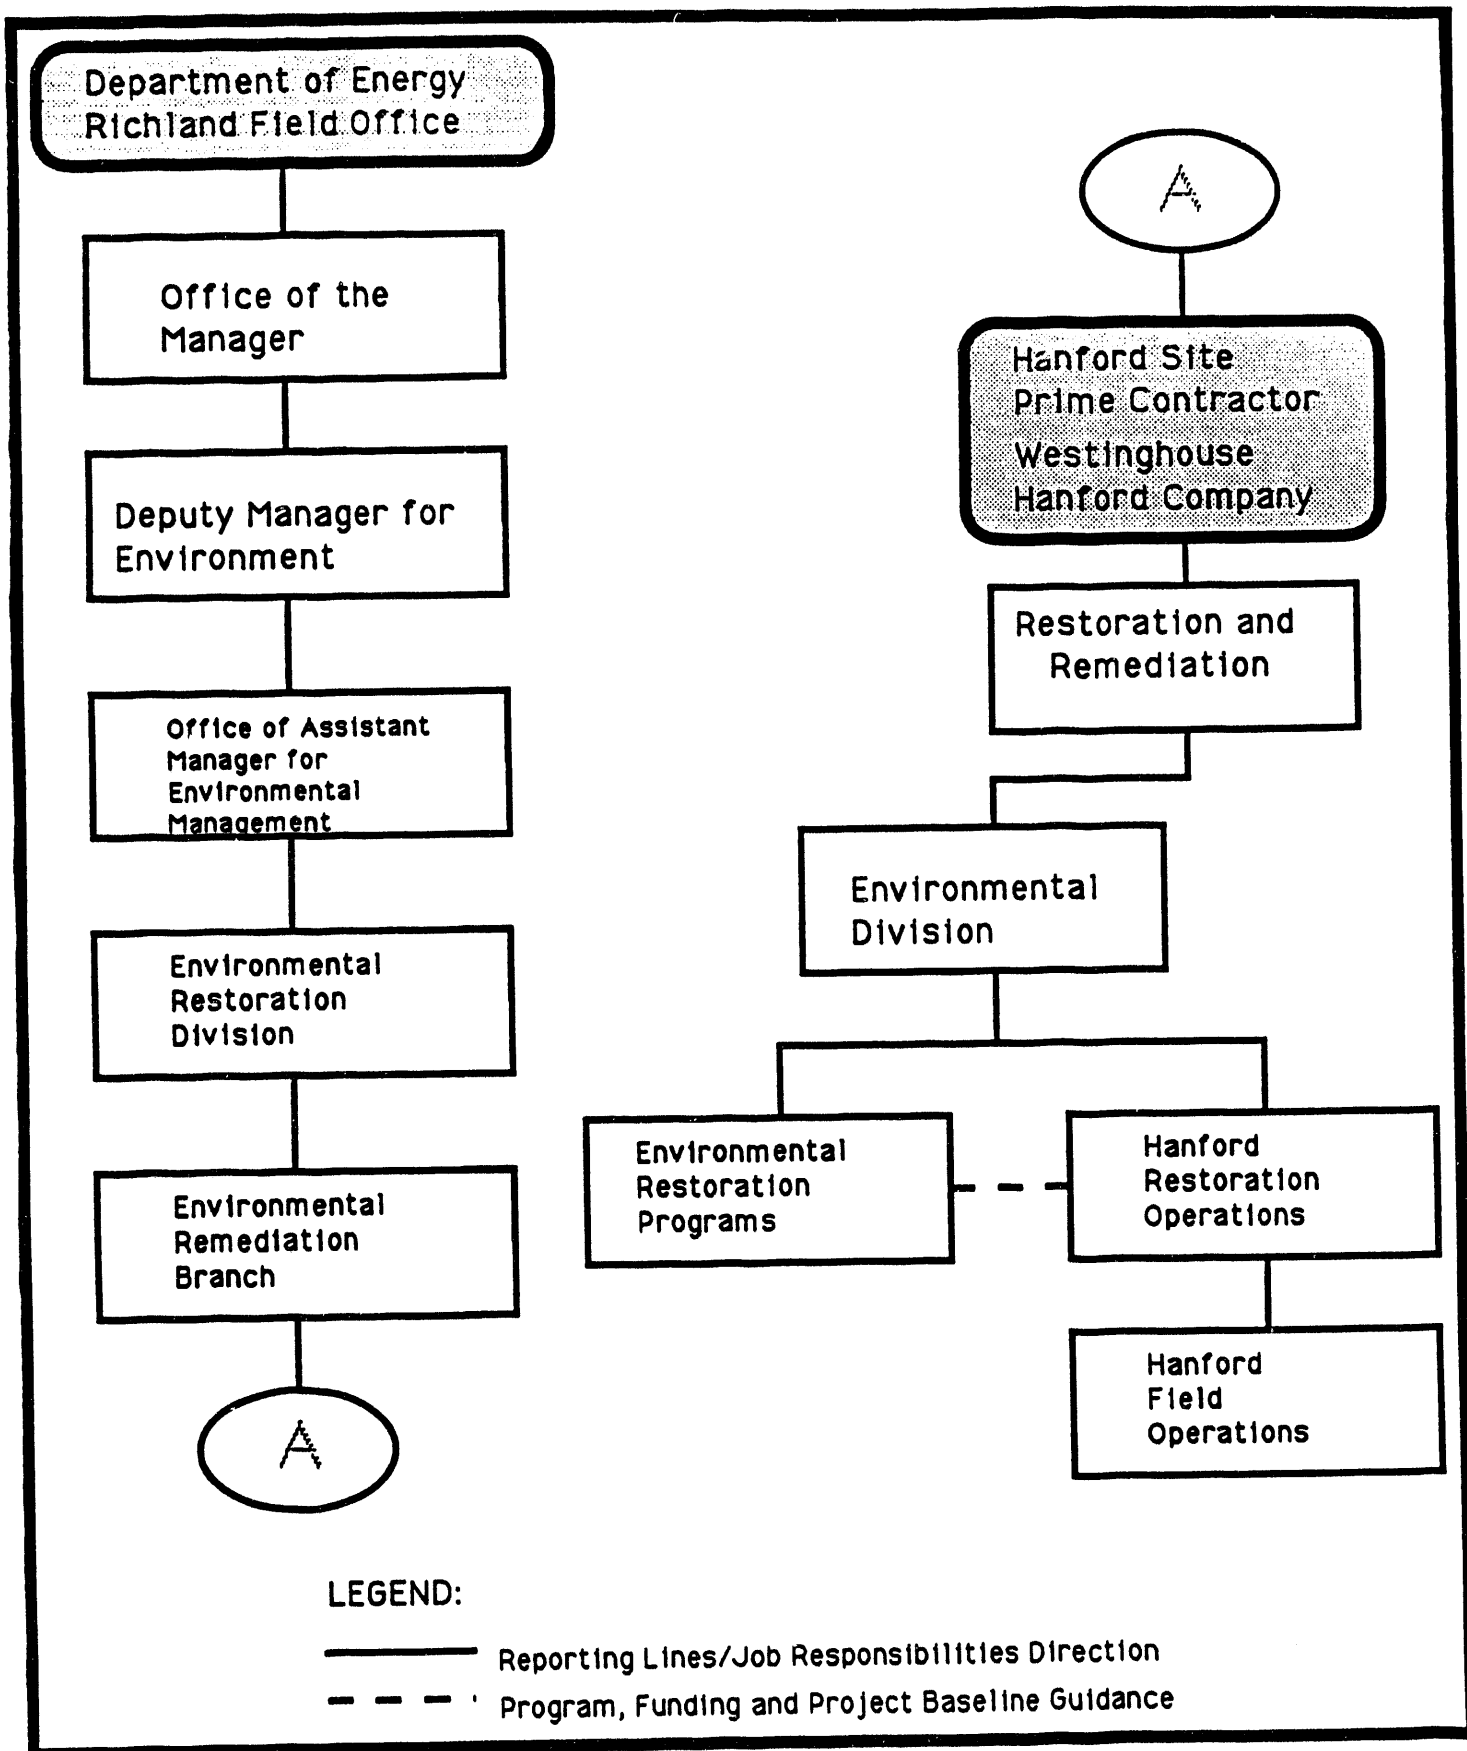 Department of Energy
Richland Field Office
Office of the
Manager
Deputy Manager for
Environment
Office of Assistant
Manager for
Environmental
Management
Environmental
Restoration
Division
Environmental
Remediation
Branch
A
A
Hanford Site
Prime Contractor
Westinghouse
Hanford Company
Restoration and
Remediation
Environmental
Division
Environmental
Restoration
Programs
Hanford
Restoration
Operations
Hanford
Field
Operations
LEGEND:
Reporting Lines/Job Responsibilities Direction
Program, Funding and Project Baseline Guidance